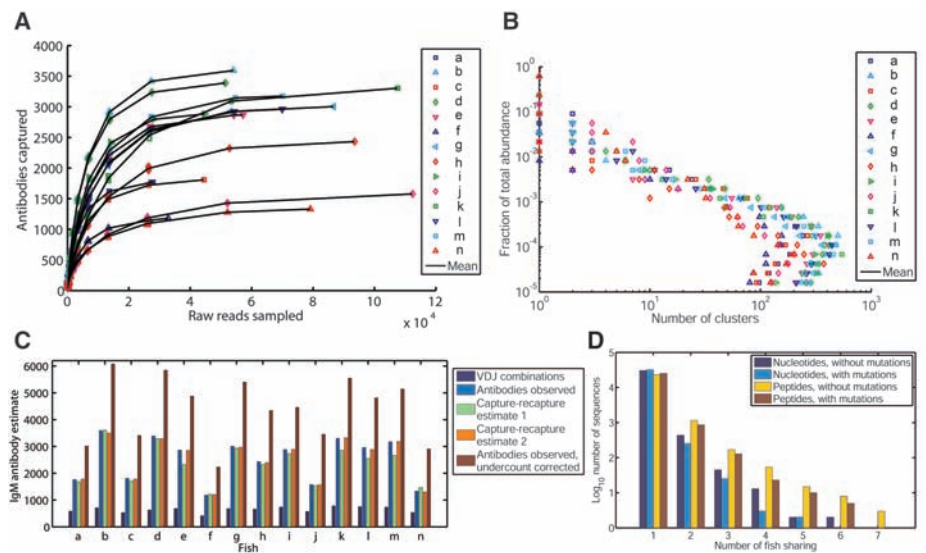 A
4000
3500
3000
2500
2000
1500
1000
500
0
Antibodies captured
0 2 4 6 8 10 12
x 10^4
Raw reads sampled
a
b
c
d
e
f
g
h
i
j
k
l
m
n
Mean
B
10^0
10^-1
10^-2
10^-3
10^-4
10^-5
Fraction of total abundance
10^0 10^1 10^2 10^3
Number of clusters
a
b
c
d
e
f
g
h
i
j
k
l
m
n
Mean
C
6000
5000
4000
3000
2000
1000
0
IgM antibody estimate
a b c d e f g h i j k l m n
Fish
VDJ combinations
Antibodies observed
Capture-recapture
estimate 1
Capture-recapture
estimate 2
Antibodies observed,
undercount corrected
D
5
4
3
2
1
0
Log10 number of sequences
1 2 3 4 5 6 7
Number of fish sharing
Nucleotides, without mutations
Nucleotides, with mutations
Peptides, without mutations
Peptides, with mutations